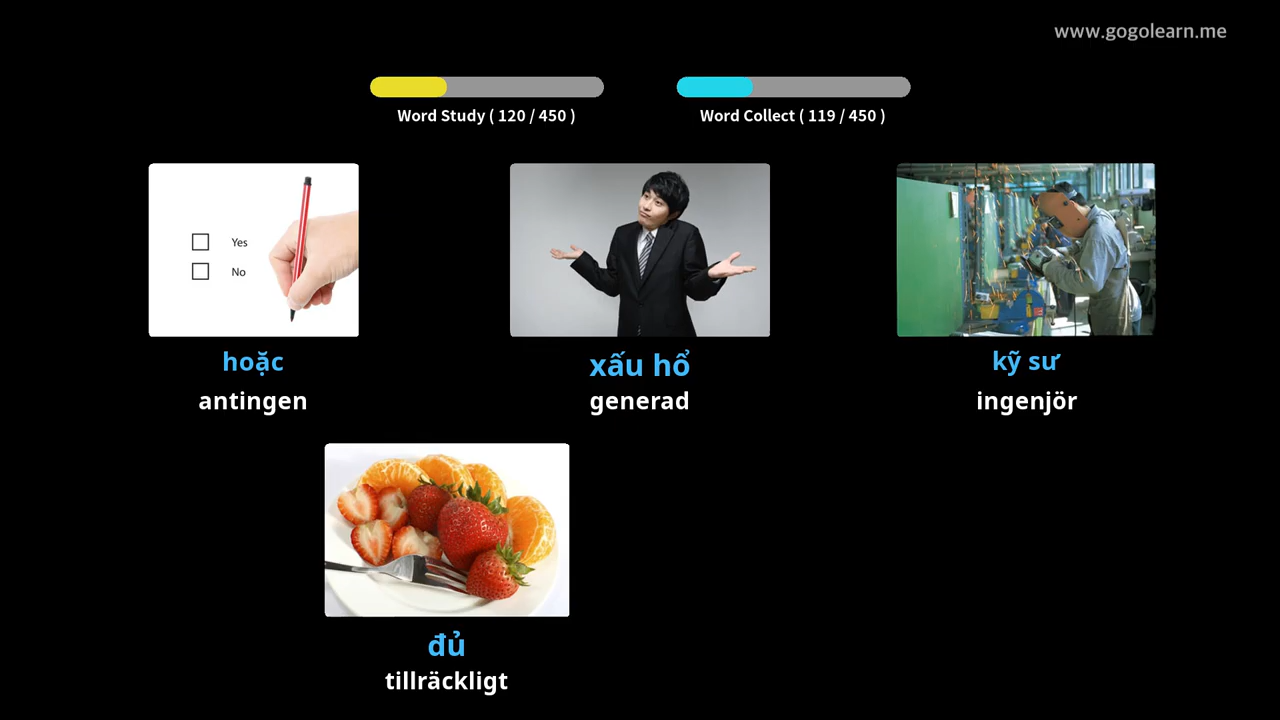 www.gogolearn.me
Word Study ( 120 / 450 )
Word Collect ( 119 / 450 )
Yes
No
hoặc
antingen
xấu hổ
generad
kỹ sư
ingenjör
đủ
tillräckligt